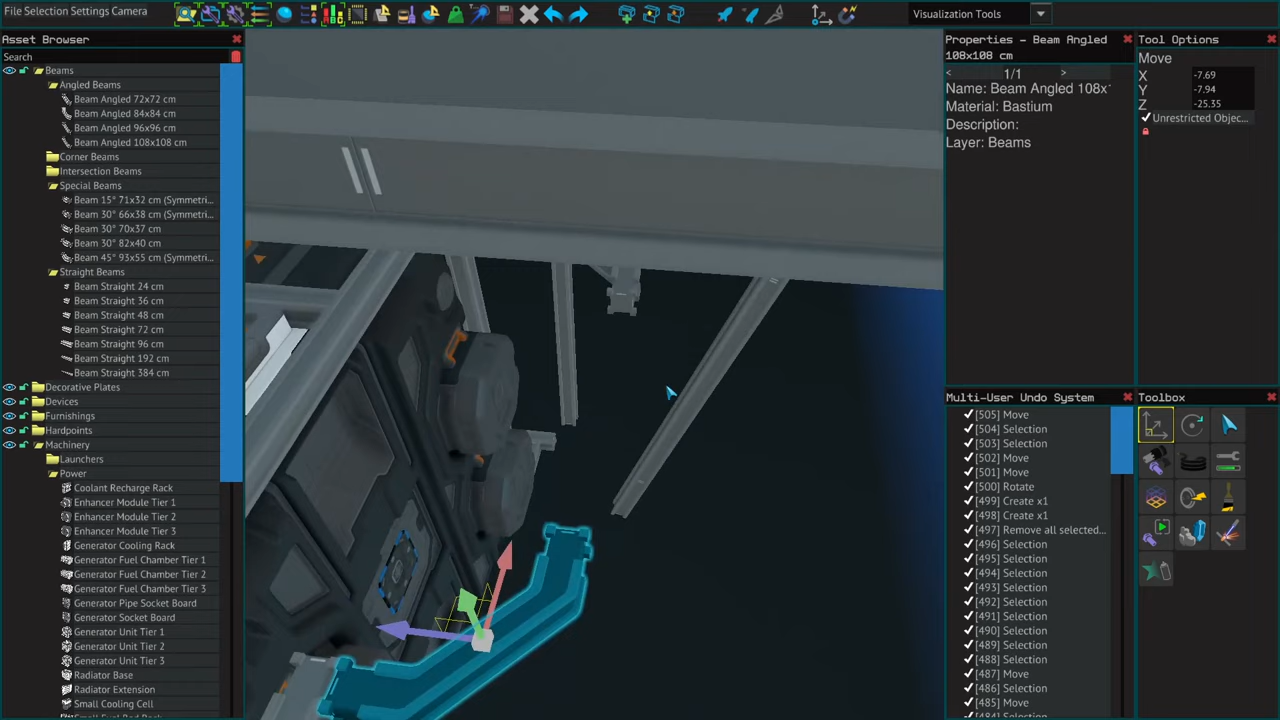 File Selection Settings Camera
Visualization Tools
Asset Browser
Search
Beams
Angled Beams
Beam Angled 72x72 cm
Beam Angled 84x84 cm
Beam Angled 96x96 cm
Beam Angled 108x108 cm
Corner Beams
Intersection Beams
Special Beams
Beam 15° 71x32 cm (Symmetri...
Beam 30° 66x38 cm (Symmetri...
Beam 30° 70x37 cm
Beam 30° 82x40 cm
Beam 45° 93x55 cm (Symmetri...
Straight Beams
Beam Straight 24 cm
Beam Straight 36 cm
Beam Straight 48 cm
Beam Straight 72 cm
Beam Straight 96 cm
Beam Straight 192 cm
Beam Straight 384 cm
Decorative Plates
Devices
Furnishings
Hardpoints
Machinery
Launchers
Power
Coolant Recharge Rack
Enhancer Module Tier 1
Enhancer Module Tier 2
Enhancer Module Tier 3
Generator Cooling Rack
Generator Fuel Chamber Tier 1
Generator Fuel Chamber Tier 2
Generator Fuel Chamber Tier 3
Generator Pipe Socket Board
Generator Socket Board
Generator Unit Tier 1
Generator Unit Tier 2
Generator Unit Tier 3
Radiator Base
Radiator Extension
Small Cooling Cell
Properties - Beam Angled
108x108 cm
< 1/1 >
Name: Beam Angled 108x
Material: Bastium
Description:
Layer: Beams
Tool Options
Move
X -7.69
Y -7.94
Z -25.35
Unrestricted Objec...
Multi-User Undo System
[505] Move
[504] Selection
[503] Selection
[502] Move
[501] Move
[500] Rotate
[499] Create x1
[498] Create x1
[497] Remove all selected...
[496] Selection
[495] Selection
[494] Selection
[493] Selection
[492] Selection
[491] Selection
[490] Selection
[489] Selection
[488] Selection
[487] Move
[486] Selection
[485] Move
Toolbox